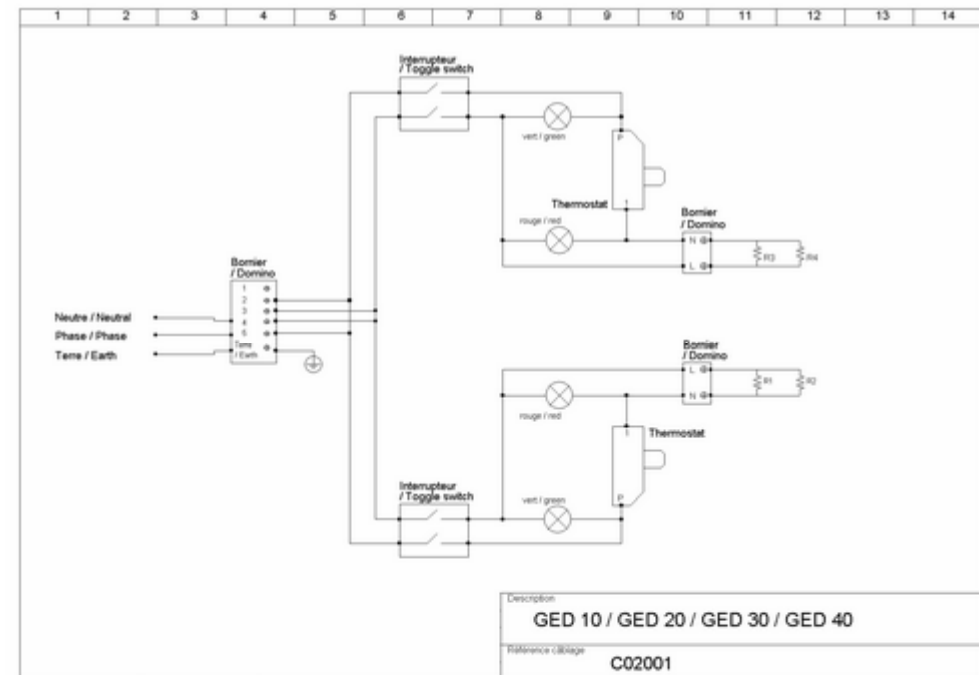 1 2 3 4 5 6 7 8 9 10 11 12 13 14
Interrupteur
/ Toggle switch
vert / green
P
Thermostat
1
rouge / red
Bornier
/ Domino
N
L
R3
R4
Bornier
/ Domino
1
2
3
4
5
Terre
/ Earth
Neutre / Neutral
Phase / Phase
Terre / Earth
Bornier
/ Domino
L
N
R1
R2
rouge / red
1
Thermostat
P
Interrupteur
/ Toggle switch
vert / green
Description
GED 10 / GED 20 / GED 30 / GED 40
Référence câblage
C02001